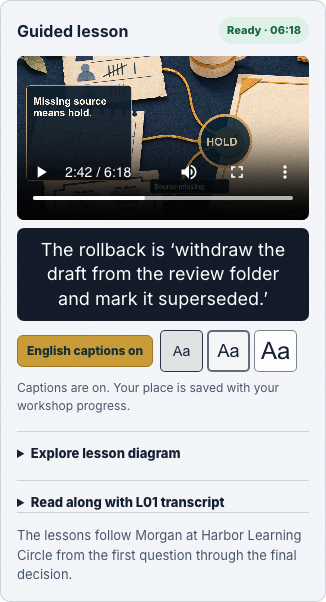 Guided lesson
Ready · 06:18
Missing source
means hold.
HOLD
Source missing
2:42 / 6:18
The rollback is ‘withdraw the
draft from the review folder
and mark it superseded.’
English captions on
Aa
Aa
Aa
Captions are on. Your place is saved with your
workshop progress.
Explore lesson diagram
Read along with L01 transcript
The lessons follow Morgan at Harbor Learning
Circle from the first question through the final
decision.